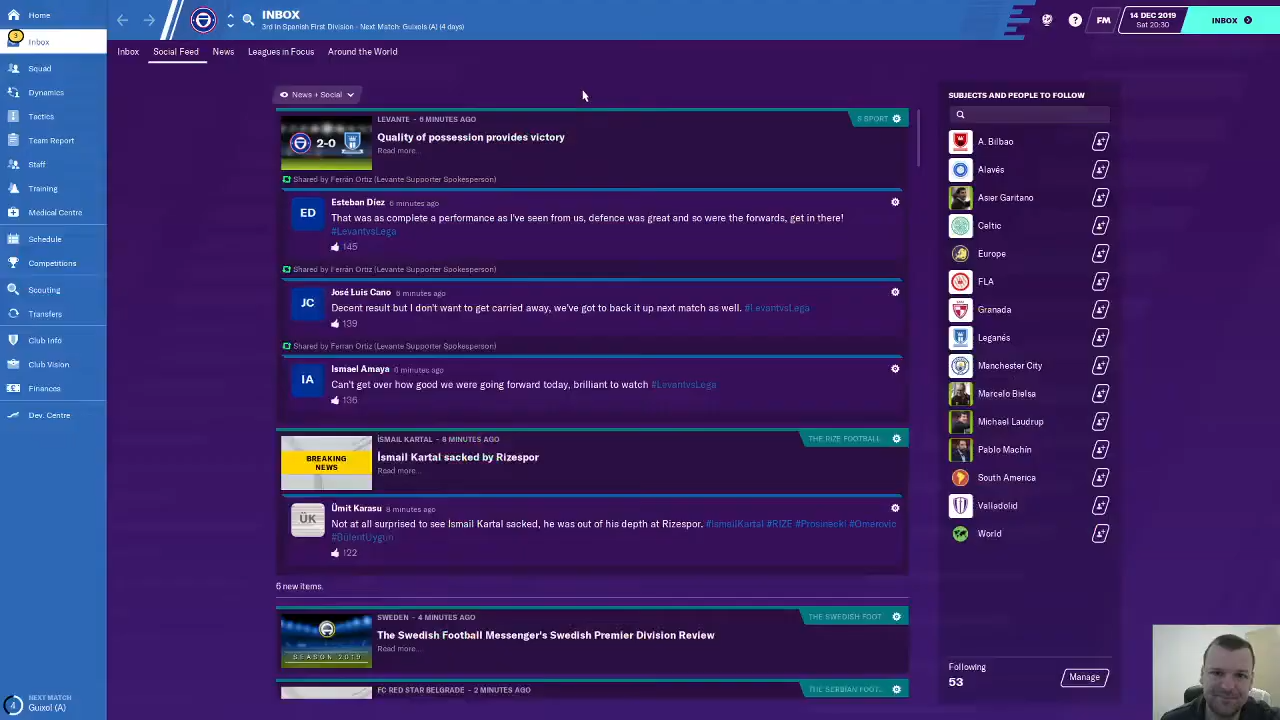 Home
INBOX
3rd In Spanish First Division - Next Match: Guixols (A) (4 days)
FM
14 DEC 2019
Sat 20:30
INBOX
3
Inbox
Inbox
Social Feed
News
Leagues in Focus
Around the World
Squad
Dynamics
Tactics
Team Report
Staff
Training
Medical Centre
Schedule
Competitions
Scouting
Transfers
Club Info
Club Vision
Finances
Dev. Centre
NEXT MATCH
Guixol (A)
News + Social
LEVANTE - 6 MINUTES AGO
S SPORT
2-0
Quality of possession provides victory
Read more...
Shared by Ferrán Ortiz (Levante Supporter Spokesperson)
ED
Esteban Díez 6 minutes ago
That was as complete a performance as I've seen from us, defence was great and so were the forwards, get in there!
#LevantvsLega
145
Shared by Ferrán Ortiz (Levante Supporter Spokesperson)
JC
José Luis Cano 6 minutes ago
Decent result but I don't want to get carried away, we've got to back it up next match as well. #LevantvsLega
139
Shared by Ferrán Ortiz (Levante Supporter Spokesperson)
IA
Ismael Amaya 6 minutes ago
Can't get over how good we were going forward today, brilliant to watch #LevantvsLega
136
İSMAIL KARTAL - 8 MINUTES AGO
THE RIZE FOOTBALL...
BREAKING
NEWS
İsmail Kartal sacked by Rizespor
Read more...
ÜK
Ümit Karasu 8 minutes ago
Not at all surprised to see Ismail Kartal sacked, he was out of his depth at Rizespor. #IsmailKartal #RIZE #Prosinecki #Omerovic
#BulentUygun
122
6 new items.
SWEDEN - 4 MINUTES AGO
THE SWEDISH FOOT...
SEASON 2019
The Swedish Football Messenger's Swedish Premier Division Review
Read more...
FC RED STAR BELGRADE - 2 MINUTES AGO
THE SERBIAN FOOT...
SUBJECTS AND PEOPLE TO FOLLOW
A. Bilbao
Alavés
Asier Garitano
Celtic
Europe
FLA
Granada
Leganés
Manchester City
Marcelo Bielsa
Michael Laudrup
Pablo Machín
South America
Valladolid
World
Following
53
Manage